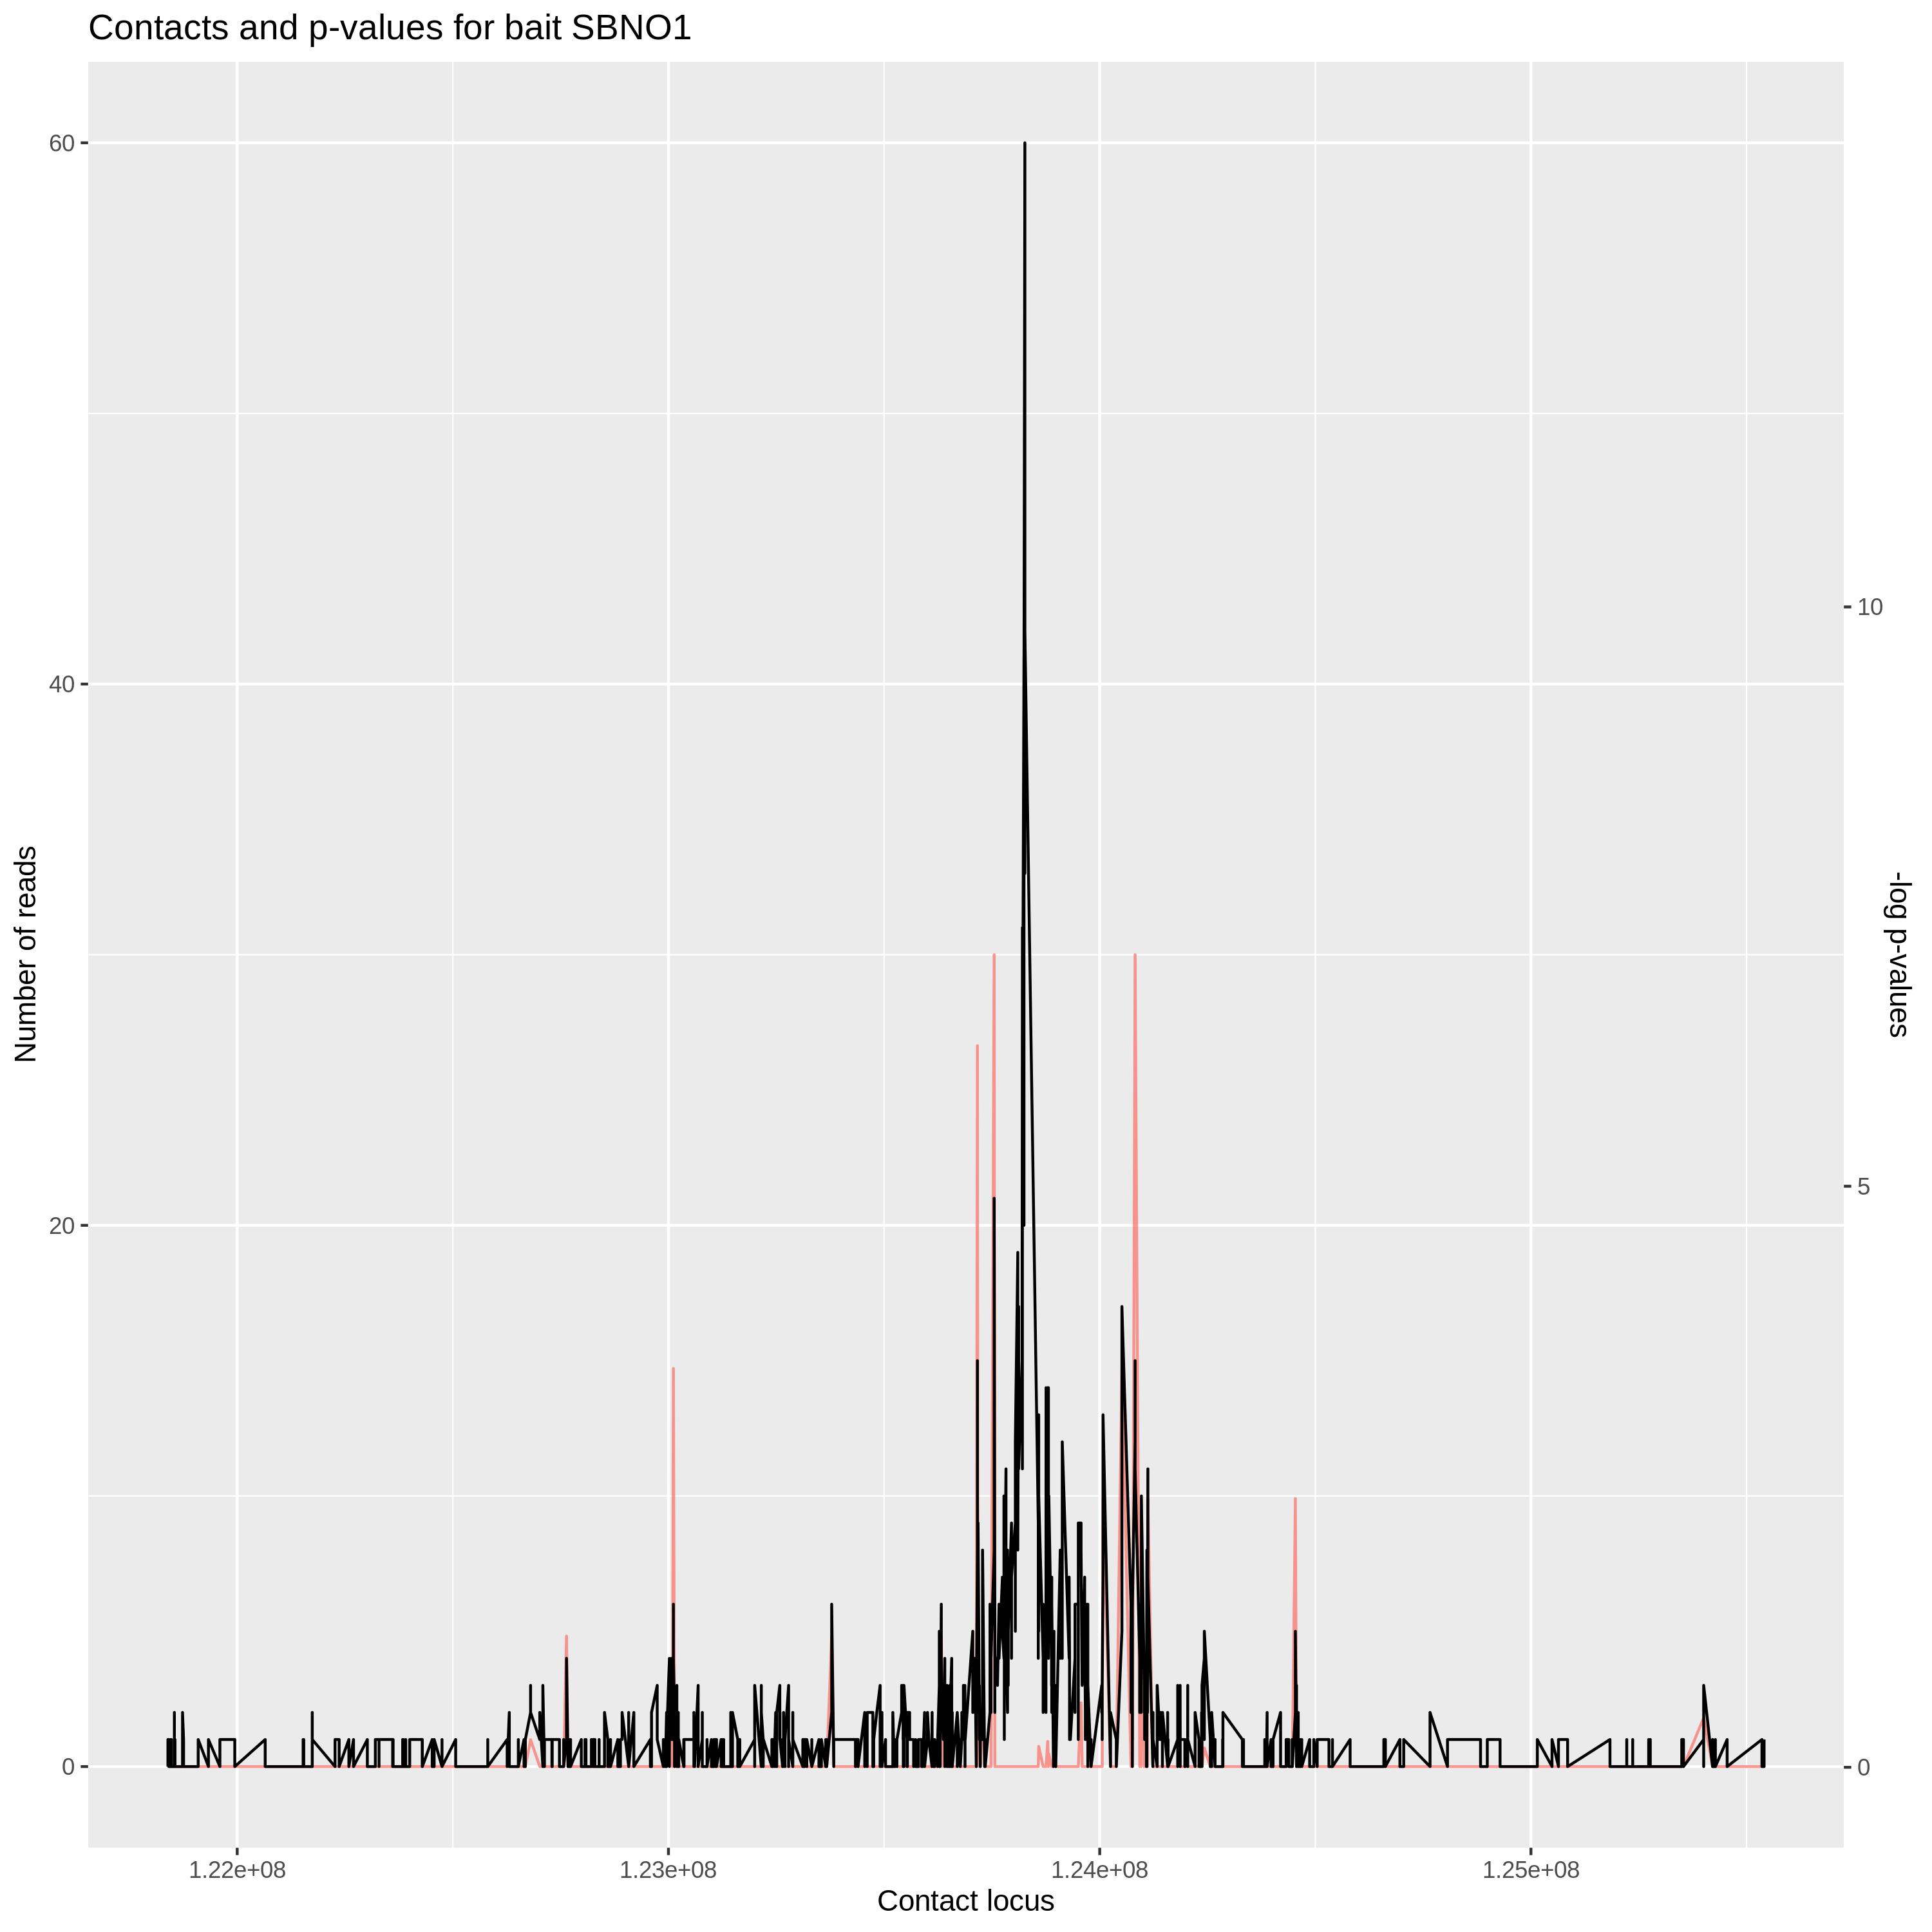 Contacts and p-values for bait SBNO1
60
40
20
0
Number of reads
10
5
0
-log p-values
1.22e+08
1.23e+08
1.24e+08
1.25e+08
Contact locus